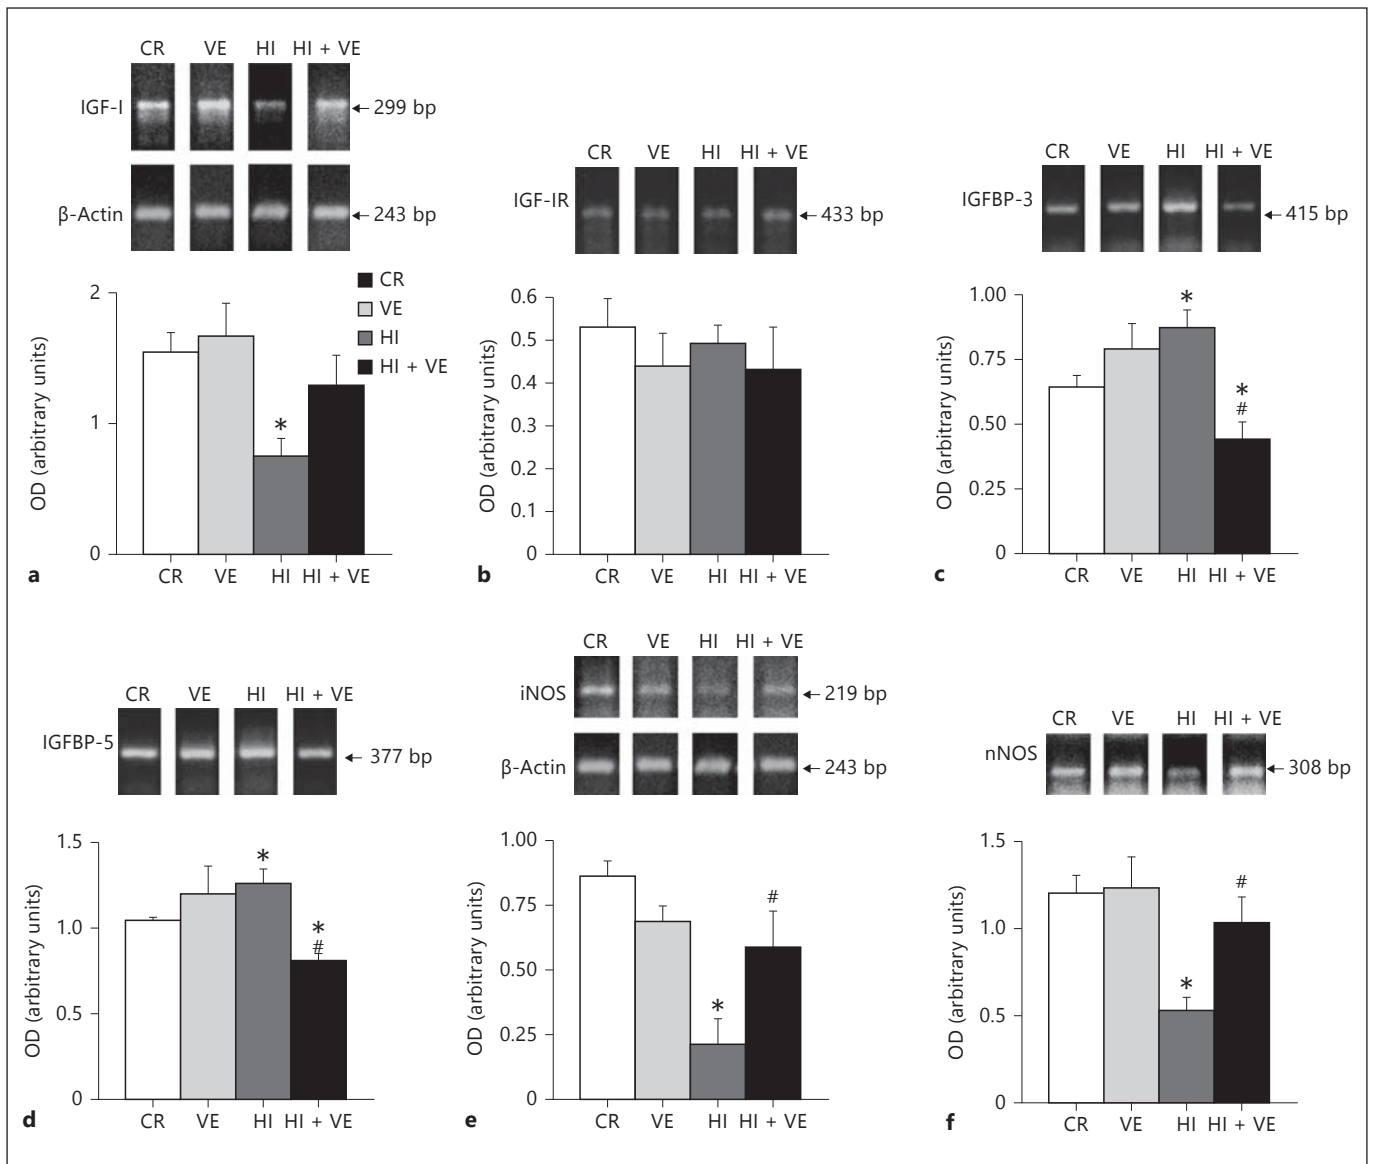 CR VE HI HI + VE
IGF-I ← 299 bp
β-Actin ← 243 bp
CR
VE
HI
HI + VE
2
1
0
OD (arbitrary units)
*
CR VE HI HI + VE
a
CR VE HI HI + VE
IGF-IR ← 433 bp
0.6
0.5
0.4
0.3
0.2
0.1
0
OD (arbitrary units)
CR VE HI HI + VE
b
CR VE HI HI + VE
IGFBP-3 ← 415 bp
1.00
0.75
0.50
0.25
0
OD (arbitrary units)
*
*
#
CR VE HI HI + VE
c
CR VE HI HI + VE
IGFBP-5 ← 377 bp
1.5
1.0
0.5
0
OD (arbitrary units)
*
*
#
CR VE HI HI + VE
d
CR VE HI HI + VE
iNOS ← 219 bp
β-Actin ← 243 bp
1.00
0.75
0.50
0.25
0
OD (arbitrary units)
*
#
CR VE HI HI + VE
e
CR VE HI HI + VE
nNOS ← 308 bp
1.5
1.0
0.5
0
OD (arbitrary units)
*
#
CR VE HI HI + VE
f